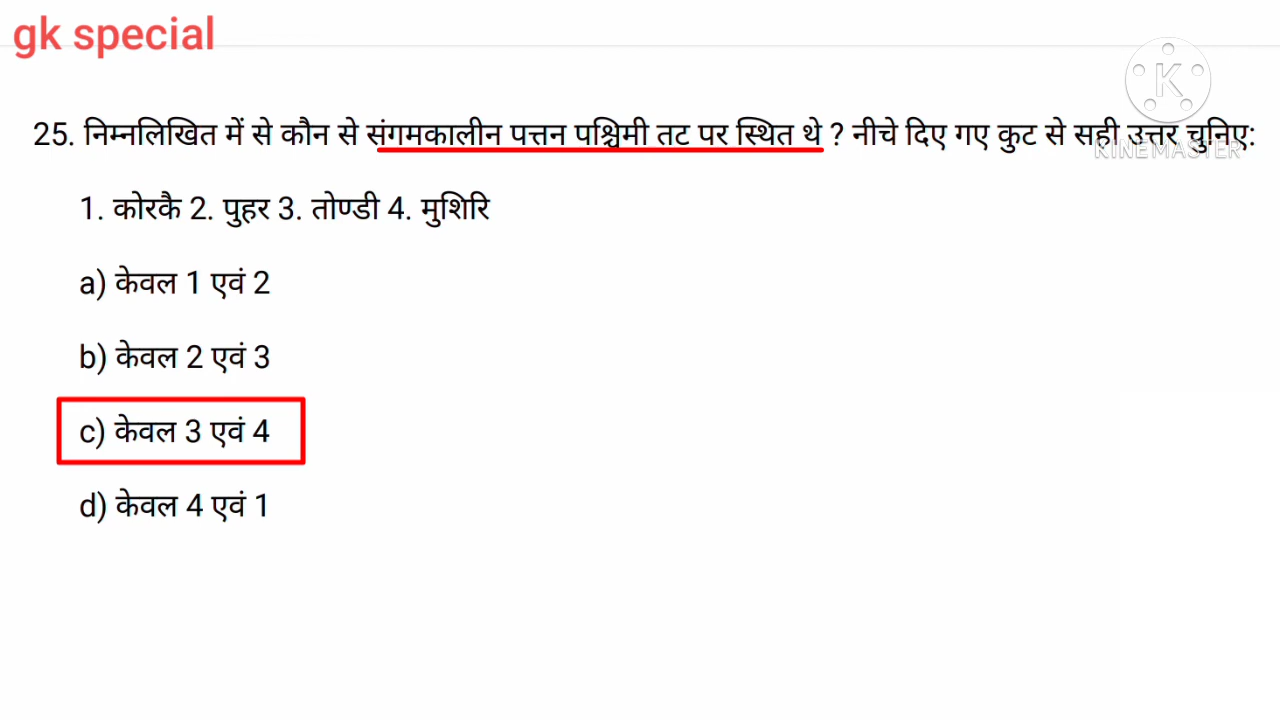 gk special
K
KINEMASTER
25. निम्नलिखित में से कौन से संगमकालीन पत्तन पश्चिमी तट पर स्थित थे ? नीचे दिए गए कुट से सही उत्तर चुनिए:
1. कोरकै 2. पुहर 3. तोण्डी 4. मुशिरि
a) केवल 1 एवं 2
b) केवल 2 एवं 3
c) केवल 3 एवं 4
d) केवल 4 एवं 1